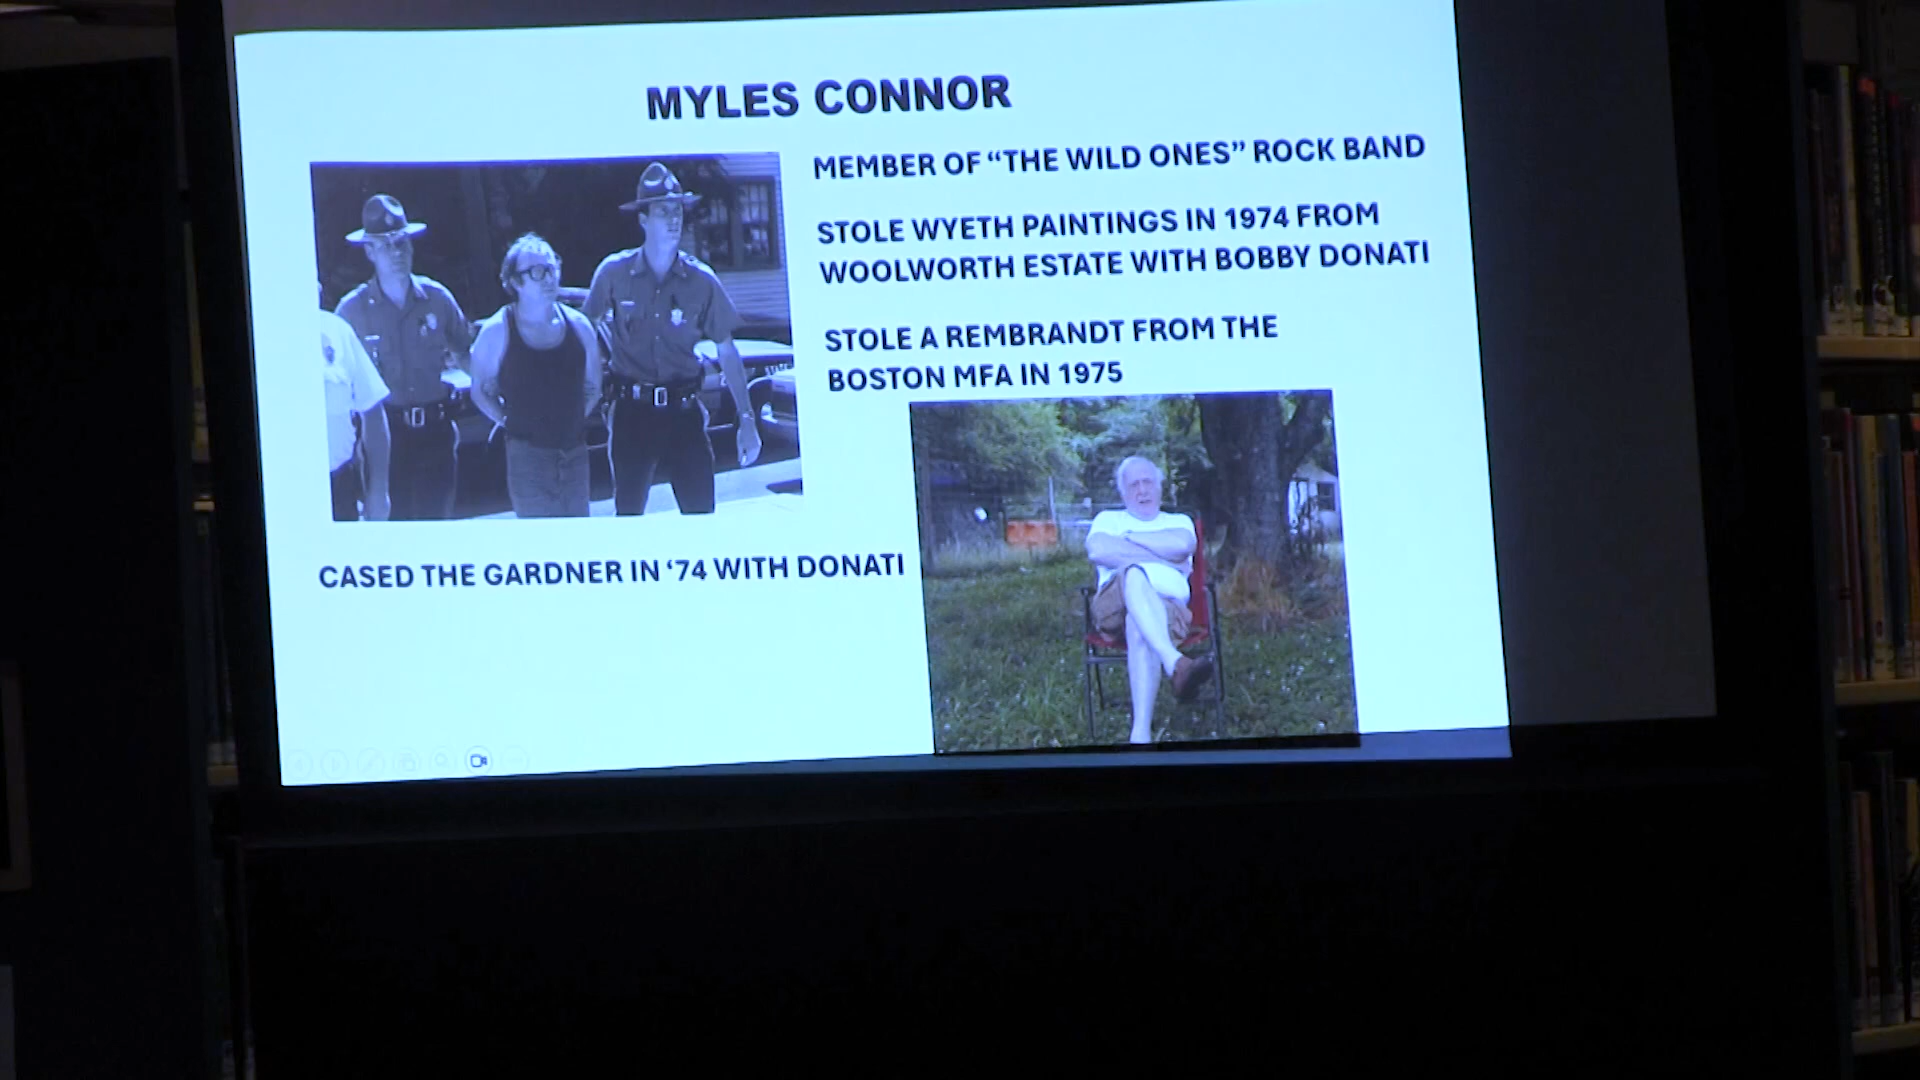 MYLES CONNOR
MEMBER OF “THE WILD ONES” ROCK BAND
STOLE WYETH PAINTINGS IN 1974 FROM
WOOLWORTH ESTATE WITH BOBBY DONATI
STOLE A REMBRANDT FROM THE
BOSTON MFA IN 1975
CASED THE GARDNER IN ‘74 WITH DONATI